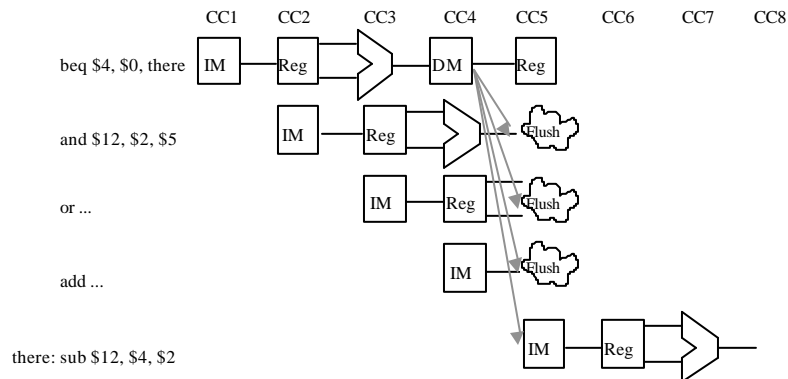 CC1 CC2 CC3 CC4 CC5 CC6 CC7 CC8
beq $4, $0, there IM Reg DM Reg
and $12, $2, $5 IM Reg Flush
or ... IM Reg Flush
add ... IM Flush
there: sub $12, $4, $2 IM Reg